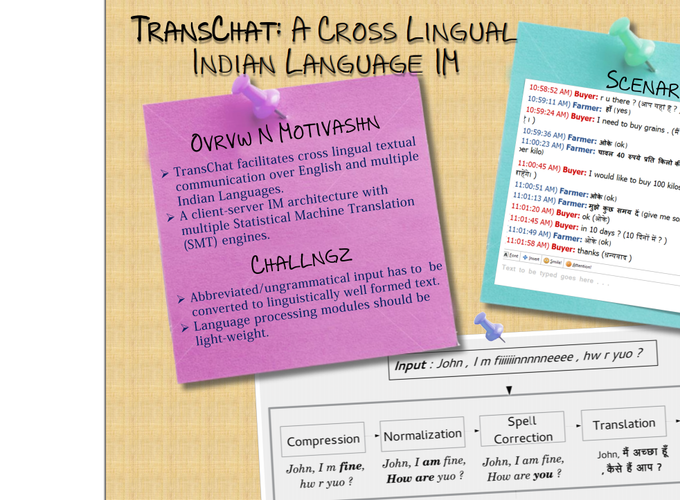 TransChat: A Cross Lingual
Indian Language IM
Ovrvw N Motivashn
TransChat facilitates cross lingual textual
communication over English and multiple
Indian Languages.
A client-server IM architecture with
multiple Statistical Machine Translation
(SMT) engines.
Challngz
Abbreviated/ungrammatical input has to be
converted to linguistically well formed text.
Language processing modules should be
light-weight.
10:58:52 AM) Buyer: r u there ? (आप यहा है ?
10:59:11 AM) Farmer: हाँ (yes)
10:59:24 AM) Buyer: I need to buy grains . (मै
10:59:36 AM) Farmer: ओके (ok)
11:00:23 AM) Farmer: चावल 40 रुपये प्रति किलो की
per kilo)
11:00:45 AM) Buyer: I would like to buy 100 kilos
11:00:51 AM) Farmer: ओके (ok)
11:01:13 AM) Farmer: मुझे कुछ समय दें (give me so
11:01:20 AM) Buyer: ok (ओके)
11:01:45 AM) Buyer: in 10 days ? (10 दिनों में ? )
11:01:49 AM) Farmer: ओके (ok)
11:01:58 AM) Buyer: thanks (धन्यवाद )
Font Insert Smile! Attention!
Text to be typed goes here . . .
Input : John , I m fiiiiiinnnnneeee , hw r yuo ?
Compression Normalization Spell Correction Translation
John, I m fine,
hw r yuo ?
John, I am fine,
How are yuo ?
John, I am fine,
How are you ?
John, मैं अच्छा हूँ
, कैसे हैं आप ?